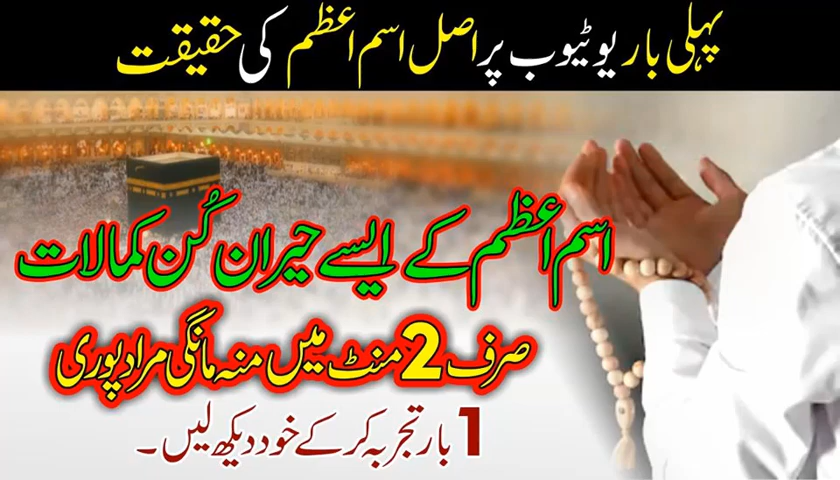 پہلی بار یوٹیوب پر اصل اسم اعظم کی حقیقت
اسم اعظم کے ایسے حیران کُن کمالات
صرف 2 منٹ میں منہ مانگی مراد پوری
1 بار تجربہ کر کے خود دیکھ لیں۔